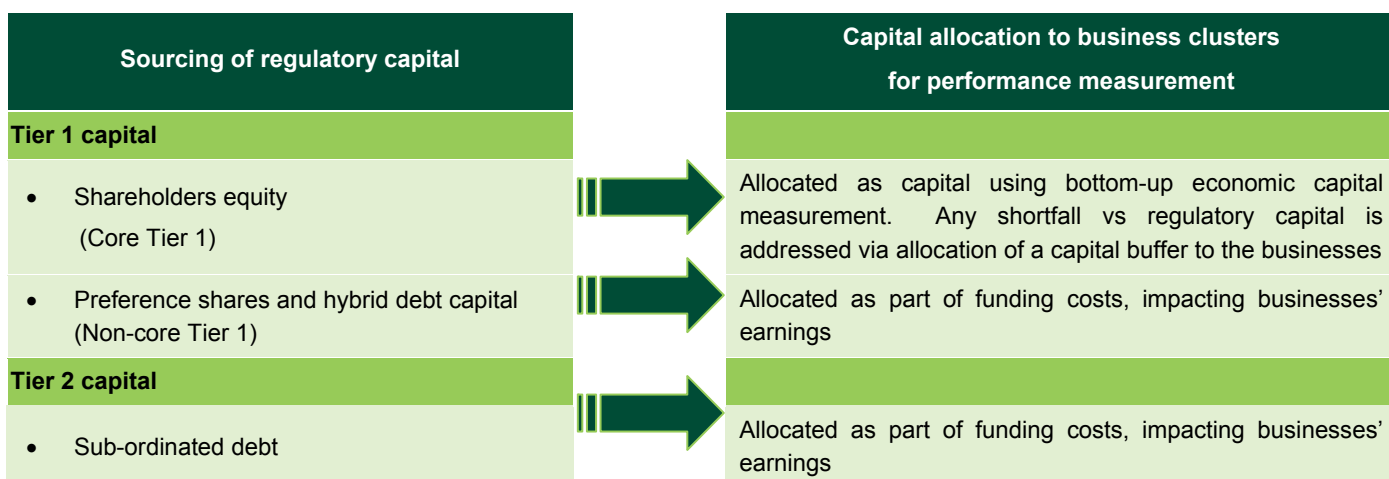 Sourcing of regulatory capital
Capital allocation to business clusters
for performance measurement
Tier 1 capital
• Shareholders equity
(Core Tier 1)
Allocated as capital using bottom-up economic capital
measurement. Any shortfall vs regulatory capital is
addressed via allocation of a capital buffer to the businesses
• Preference shares and hybrid debt capital
(Non-core Tier 1)
Allocated as part of funding costs, impacting businesses’
earnings
Tier 2 capital
• Sub-ordinated debt
Allocated as part of funding costs, impacting businesses’
earnings